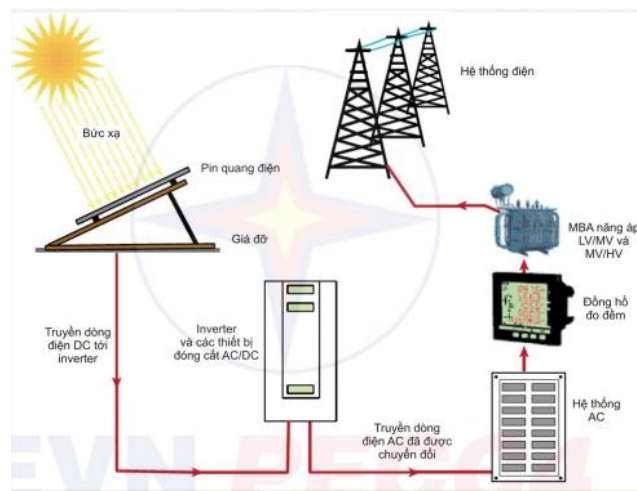 Bức xạ
Pin quang điện
Giá đỡ
Hệ thống điện
MBA nâng áp
LV/MV và
MV/HV
Đồng hồ
đo đếm
Truyền dòng
điện DC tới
inverter
Inverter
và các thiết bị
đóng cắt AC/DC
Truyền dòng
điện AC đã được
chuyển đổi
Hệ thống
AC
EVN PECC4